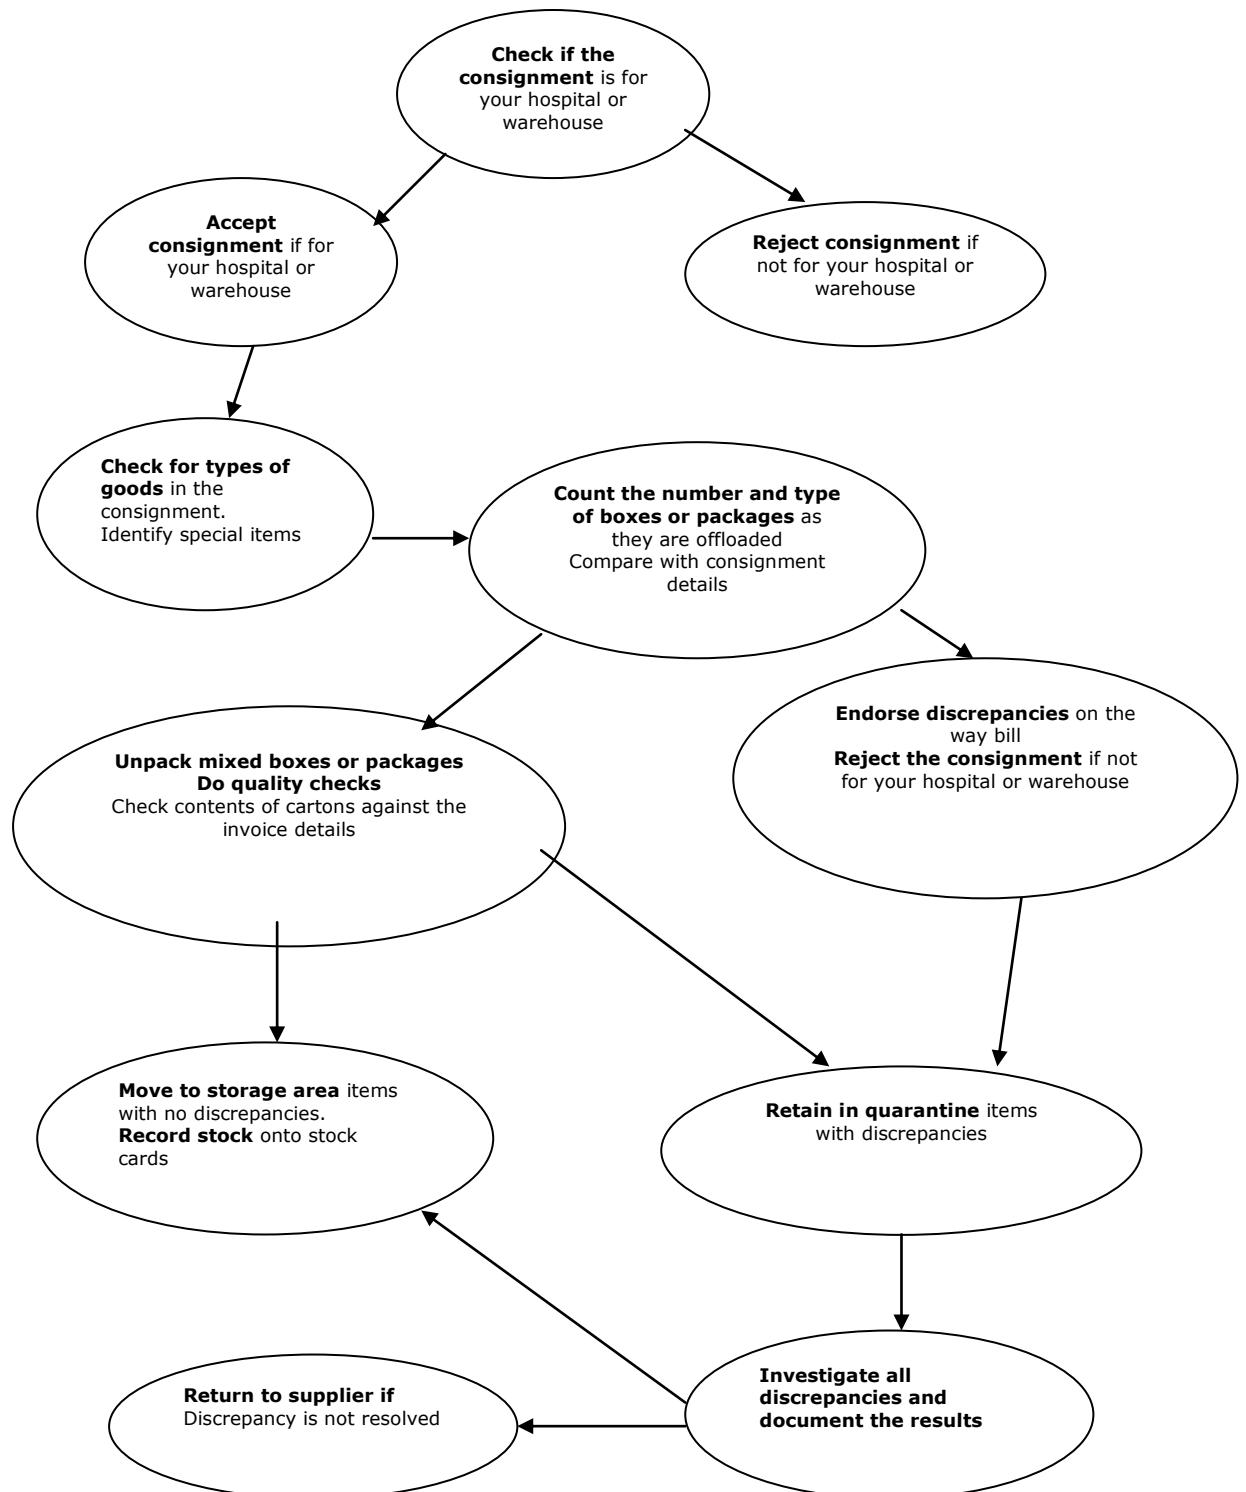 Check if the
consignment is for
your hospital or
warehouse
Accept
consignment if for
your hospital or
warehouse
Reject consignment if
not for your hospital or
warehouse
Check for types of
goods in the
consignment.
Identify special items
Count the number and type
of boxes or packages as
they are offloaded
Compare with consignment
details
Endorse discrepancies on the
way bill
Reject the consignment if not
for your hospital or warehouse
Unpack mixed boxes or packages
Do quality checks
Check contents of cartons against the
invoice details
Move to storage area items
with no discrepancies.
Record stock onto stock
cards
Retain in quarantine items
with discrepancies
Investigate all
discrepancies and
document the results
Return to supplier if
Discrepancy is not resolved